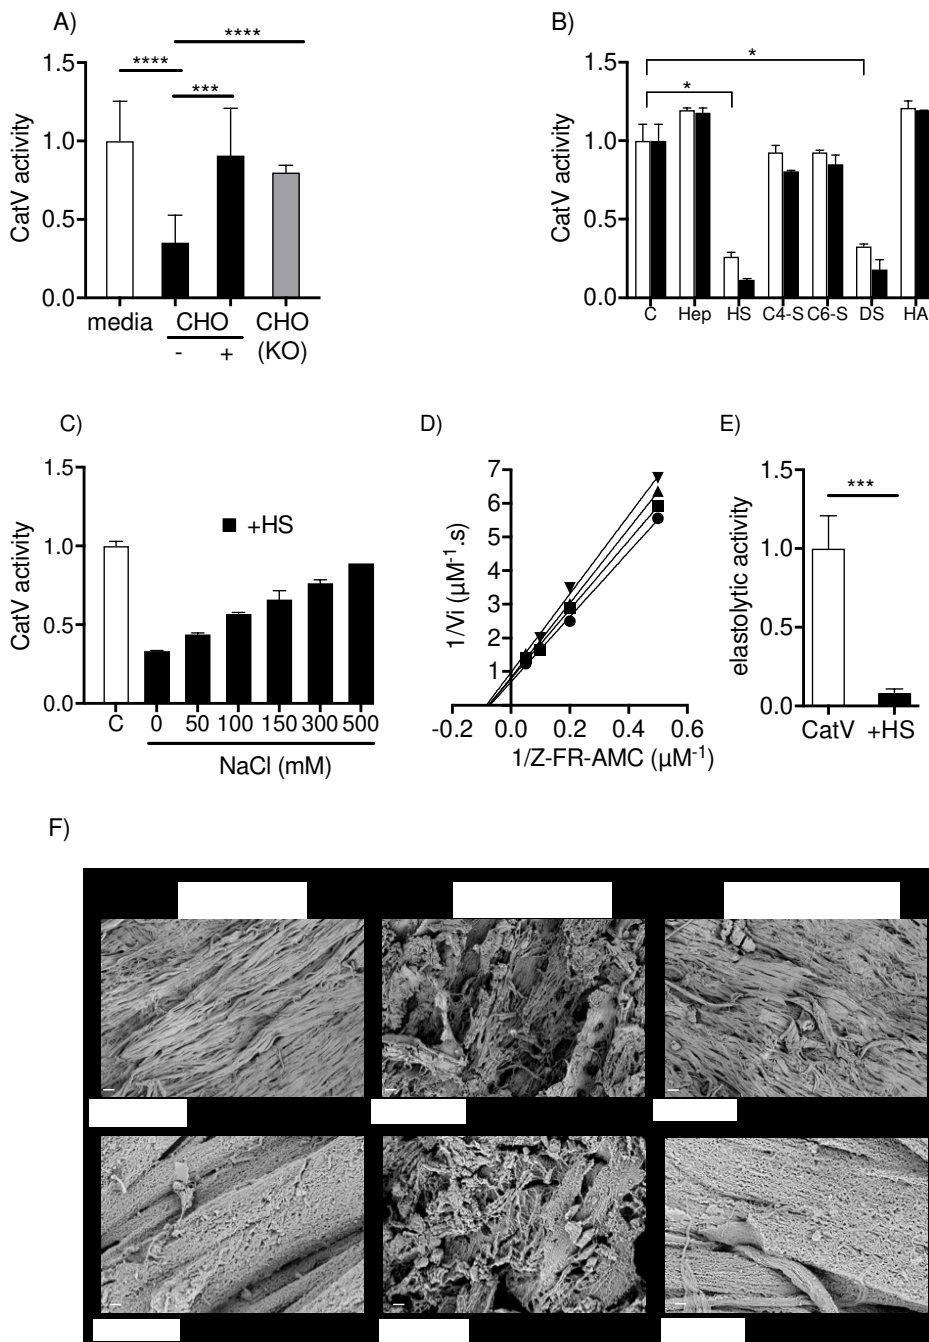 A)
****
****
***
CatV activity
1.5
1.0
0.5
0.0
media
CHO
CHO
(KO)
-
+
B)
*
*
CatV activity
1.5
1.0
0.5
0.0
C
Hep
HS
C4-S
C6-S
DS
HA
C)
CatV activity
1.5
1.0
0.5
0.0
+HS
C
0
50
100
150
300
500
NaCl (mM)
D)
1/Vi (µM⁻¹.s)
7
6
5
4
3
2
1
-0.2
0.0
0.2
0.4
0.6
1/Z-FR-AMC (µM⁻¹)
E)
elastolytic activity
1.5
1.0
0.5
0.0
***
CatV
+HS
F)